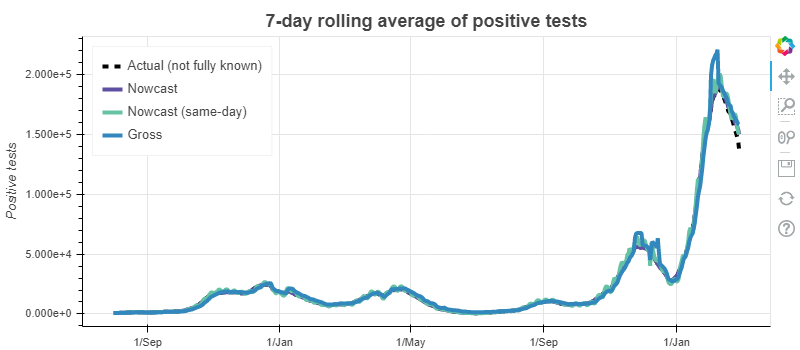 7-day rolling average of positive tests
Positive tests
2.000e+5
1.500e+5
1.000e+5
5.000e+4
0.000e+0
Actual (not fully known)
Nowcast
Nowcast (same-day)
Gross
1/Sep
1/Jan
1/May
1/Sep
1/Jan